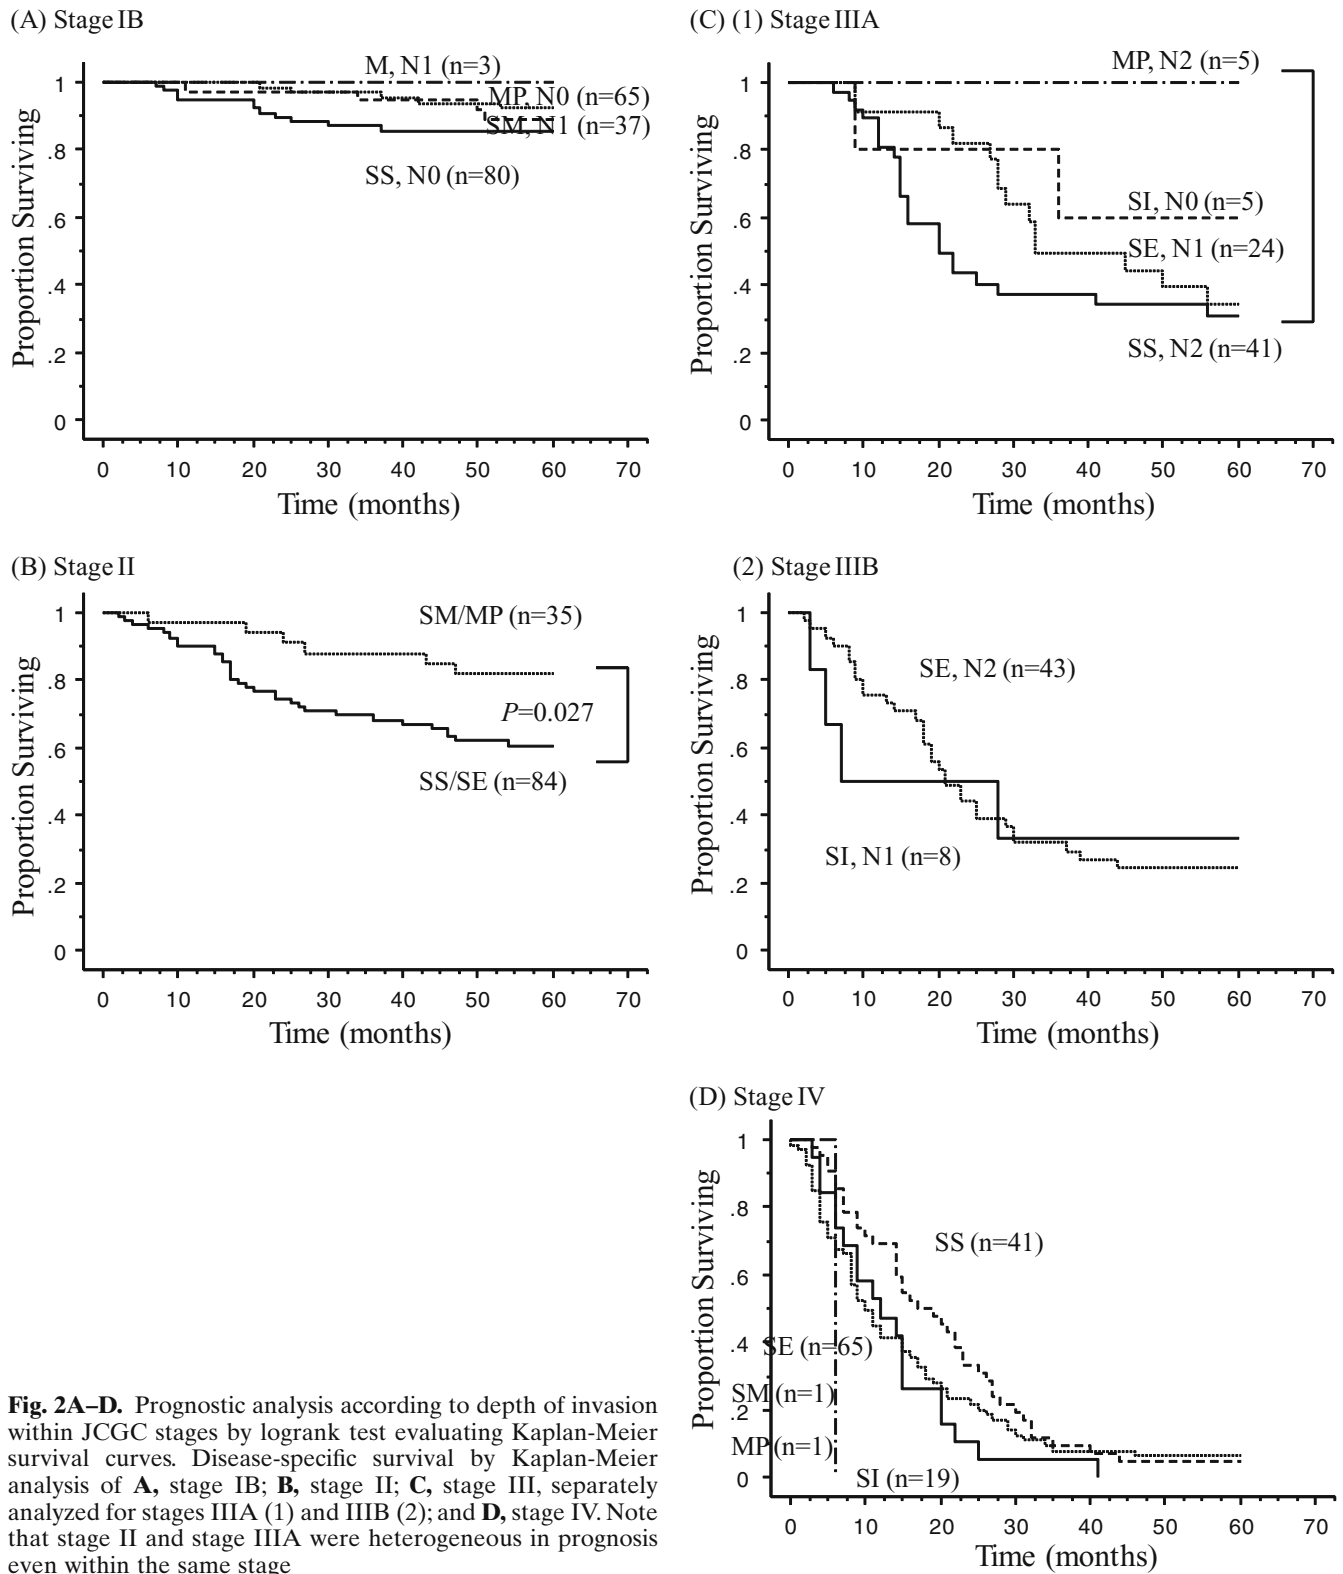 (A) Stage IB
Proportion Surviving
1
.8
.6
.4
.2
0
M, N1 (n=3)
MP, N0 (n=65)
SM, N1 (n=37)
SS, N0 (n=80)
0 10 20 30 40 50 60 70
Time (months)
(B) Stage II
Proportion Surviving
1
.8
.6
.4
.2
0
SM/MP (n=35)
P=0.027
SS/SE (n=84)
0 10 20 30 40 50 60 70
Time (months)
(C) (1) Stage IIIA
Proportion Surviving
1
.8
.6
.4
.2
0
MP, N2 (n=5)
SI, N0 (n=5)
SE, N1 (n=24)
SS, N2 (n=41)
0 10 20 30 40 50 60 70
Time (months)
(2) Stage IIIB
Proportion Surviving
1
.8
.6
.4
.2
0
SE, N2 (n=43)
SI, N1 (n=8)
0 10 20 30 40 50 60 70
Time (months)
(D) Stage IV
Proportion Surviving
1
.8
.6
.4
.2
0
SS (n=41)
SE (n=65)
SM (n=1)
MP (n=1)
SI (n=19)
0 10 20 30 40 50 60 70
Time (months)
Fig. 2A–D. Prognostic analysis according to depth of invasion
within JCGC stages by logrank test evaluating Kaplan-Meier
survival curves. Disease-specific survival by Kaplan-Meier
analysis of A, stage IB; B, stage II; C, stage III, separately
analyzed for stages IIIA (1) and IIIB (2); and D, stage IV. Note
that stage II and stage IIIA were heterogeneous in prognosis
even within the same stage